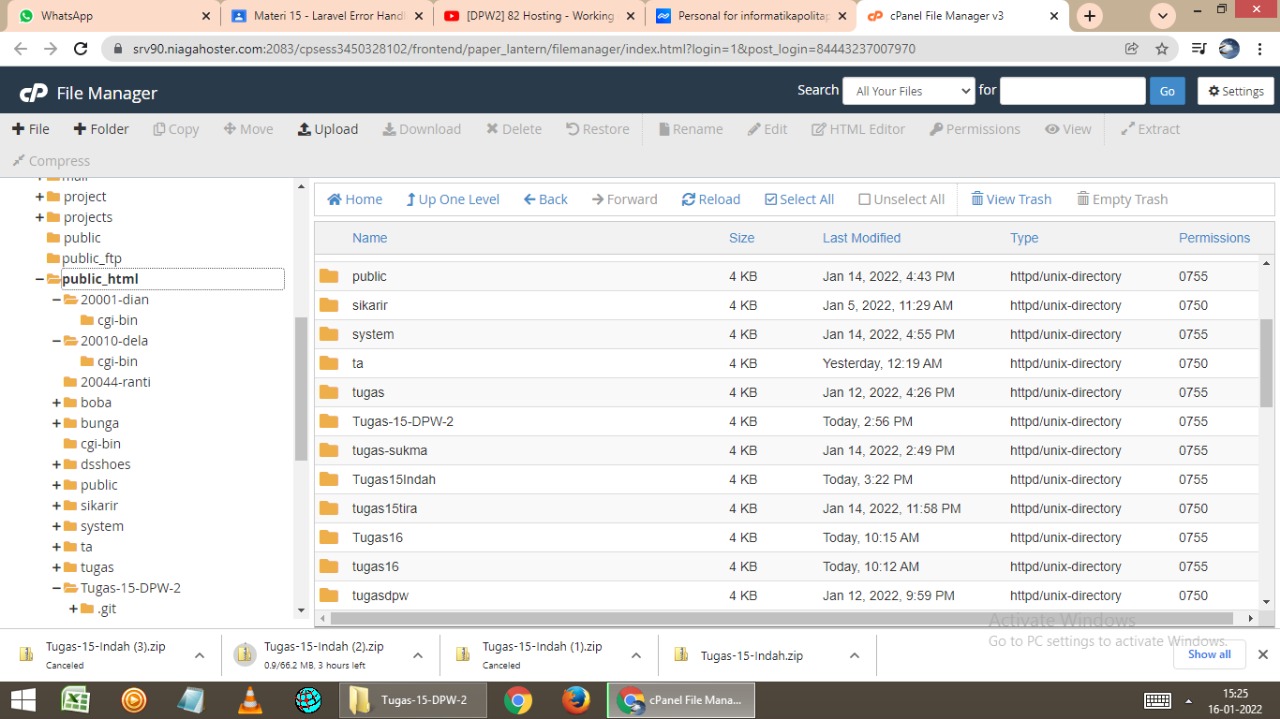 WhatsApp
Materi 15 - Laravel Error Handl
[DPW2] 82 Hosting - Working
Personal for informatikapolitap
cPanel File Manager v3
srv90.niagahoster.com:2083/cpsess3450328102/frontend/paper_lantern/filemanager/index.html?login=1&post_login=84443237007970
cP File Manager
Search All Your Files for Go Settings
File Folder Copy Move Upload Download Delete Restore Rename Edit HTML Editor Permissions View Extract
Compress
mail
project
projects
public
public_ftp
public_html
20001-dian
cgi-bin
20010-dela
cgi-bin
20044-ranti
boba
bunga
cgi-bin
dsshoes
public
sikarir
system
ta
tugas
Tugas-15-DPW-2
.git
Home Up One Level Back Forward Reload Select All Unselect All View Trash Empty Trash
Name Size Last Modified Type Permissions
public 4 KB Jan 14, 2022, 4:43 PM httpd/unix-directory 0755
sikarir 4 KB Jan 5, 2022, 11:29 AM httpd/unix-directory 0750
system 4 KB Jan 14, 2022, 4:55 PM httpd/unix-directory 0755
ta 4 KB Yesterday, 12:19 AM httpd/unix-directory 0750
tugas 4 KB Jan 12, 2022, 4:26 PM httpd/unix-directory 0755
Tugas-15-DPW-2 4 KB Today, 2:56 PM httpd/unix-directory 0755
tugas-sukma 4 KB Jan 14, 2022, 2:49 PM httpd/unix-directory 0755
Tugas15Indah 4 KB Today, 3:22 PM httpd/unix-directory 0755
tugas15tira 4 KB Jan 14, 2022, 11:58 PM httpd/unix-directory 0750
Tugas16 4 KB Today, 10:15 AM httpd/unix-directory 0755
tugas16 4 KB Today, 10:12 AM httpd/unix-directory 0755
tugasdpw 4 KB Jan 12, 2022, 9:59 PM httpd/unix-directory 0750
Activate Windows
Go to PC settings to activate Windows.
Tugas-15-Indah (3).zip
Canceled
Tugas-15-Indah (2).zip
0.9/66.2 MB, 3 hours left
Tugas-15-Indah (1).zip
Canceled
Tugas-15-Indah.zip
Show all
Tugas-15-DPW-2
cPanel File Mana...
15:25
16-01-2022